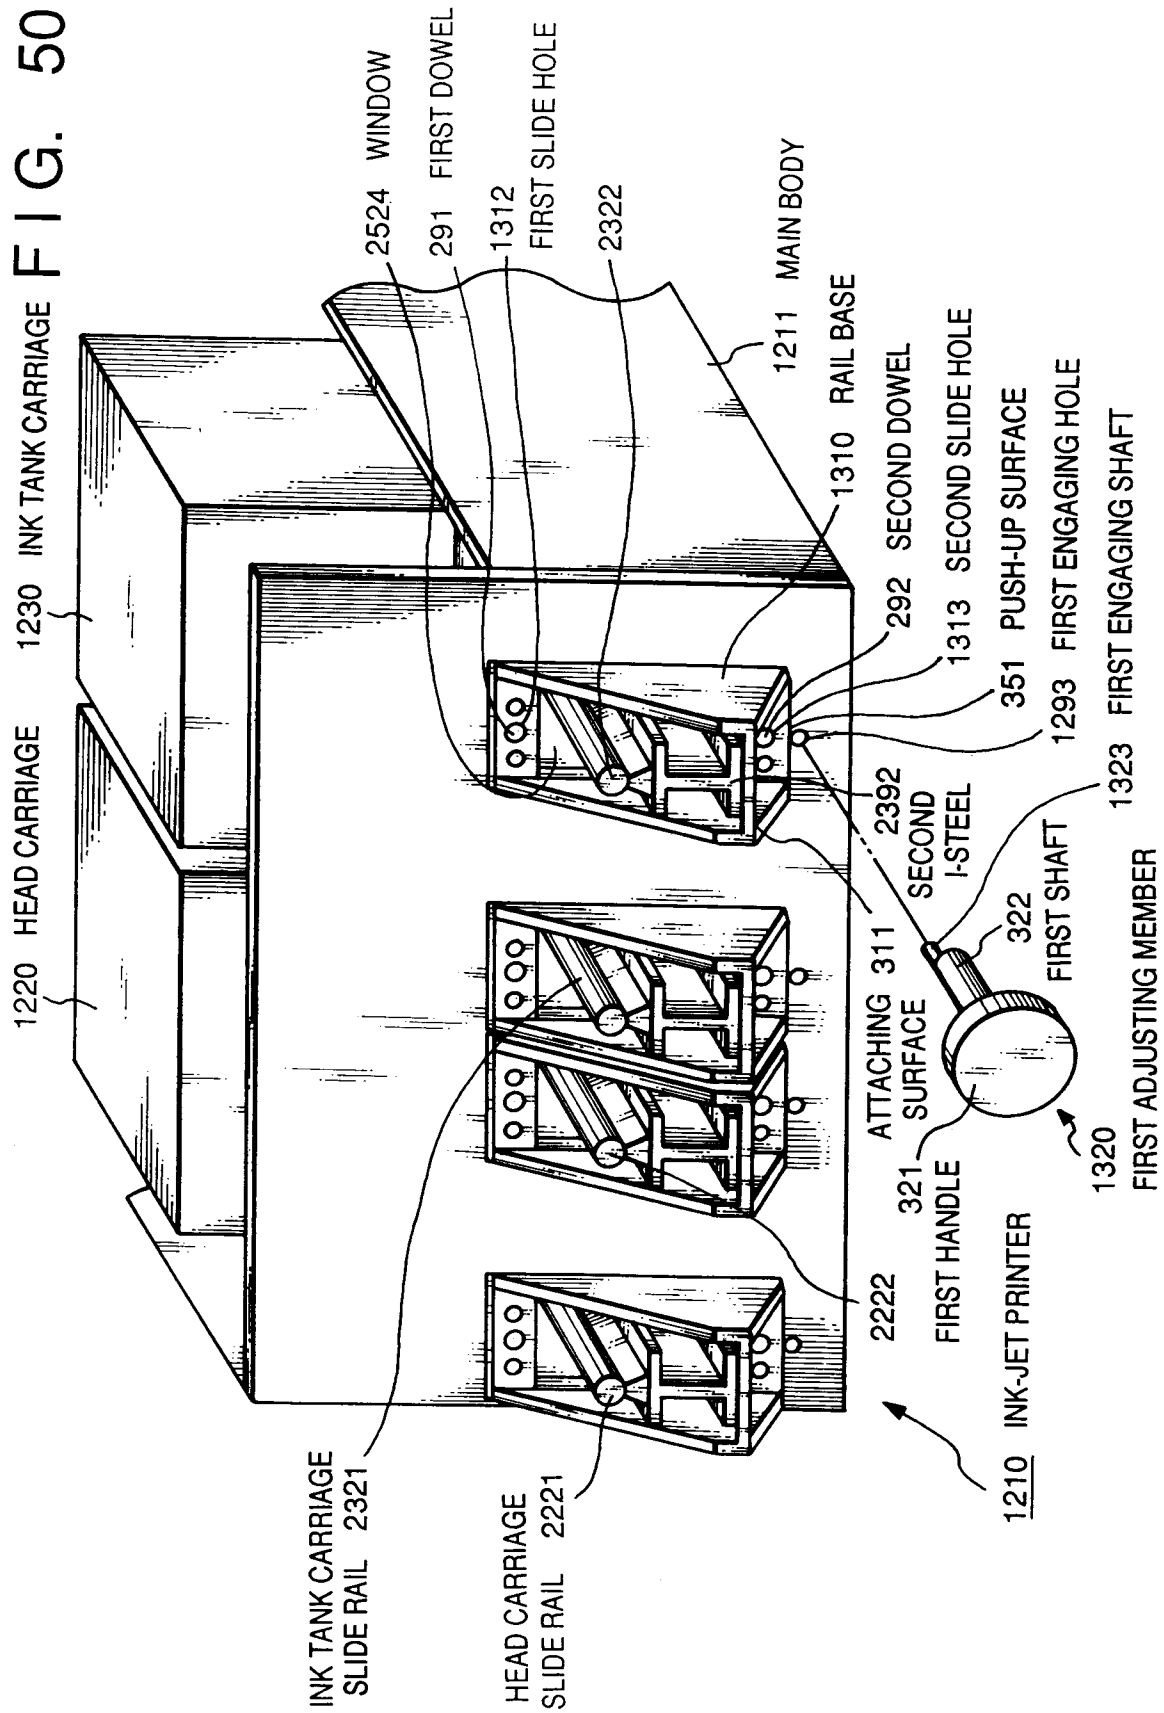 FIG. 50
1220 HEAD CARRIAGE
1230 INK TANK CARRIAGE
2524 WINDOW
291 FIRST DOWEL
1312
FIRST SLIDE HOLE
2322
1211 MAIN BODY
1310 RAIL BASE
292 SECOND DOWEL
1313 SECOND SLIDE HOLE
351 PUSH-UP SURFACE
1293 FIRST ENGAGING HOLE
1323 FIRST ENGAGING SHAFT
2392
SECOND
I-STEEL
322
FIRST SHAFT
ATTACHING 311
SURFACE
321
FIRST HANDLE
1320
FIRST ADJUSTING MEMBER
2222
1210 INK-JET PRINTER
INK TANK CARRIAGE
SLIDE RAIL 2321
HEAD CARRIAGE
SLIDE RAIL 2221